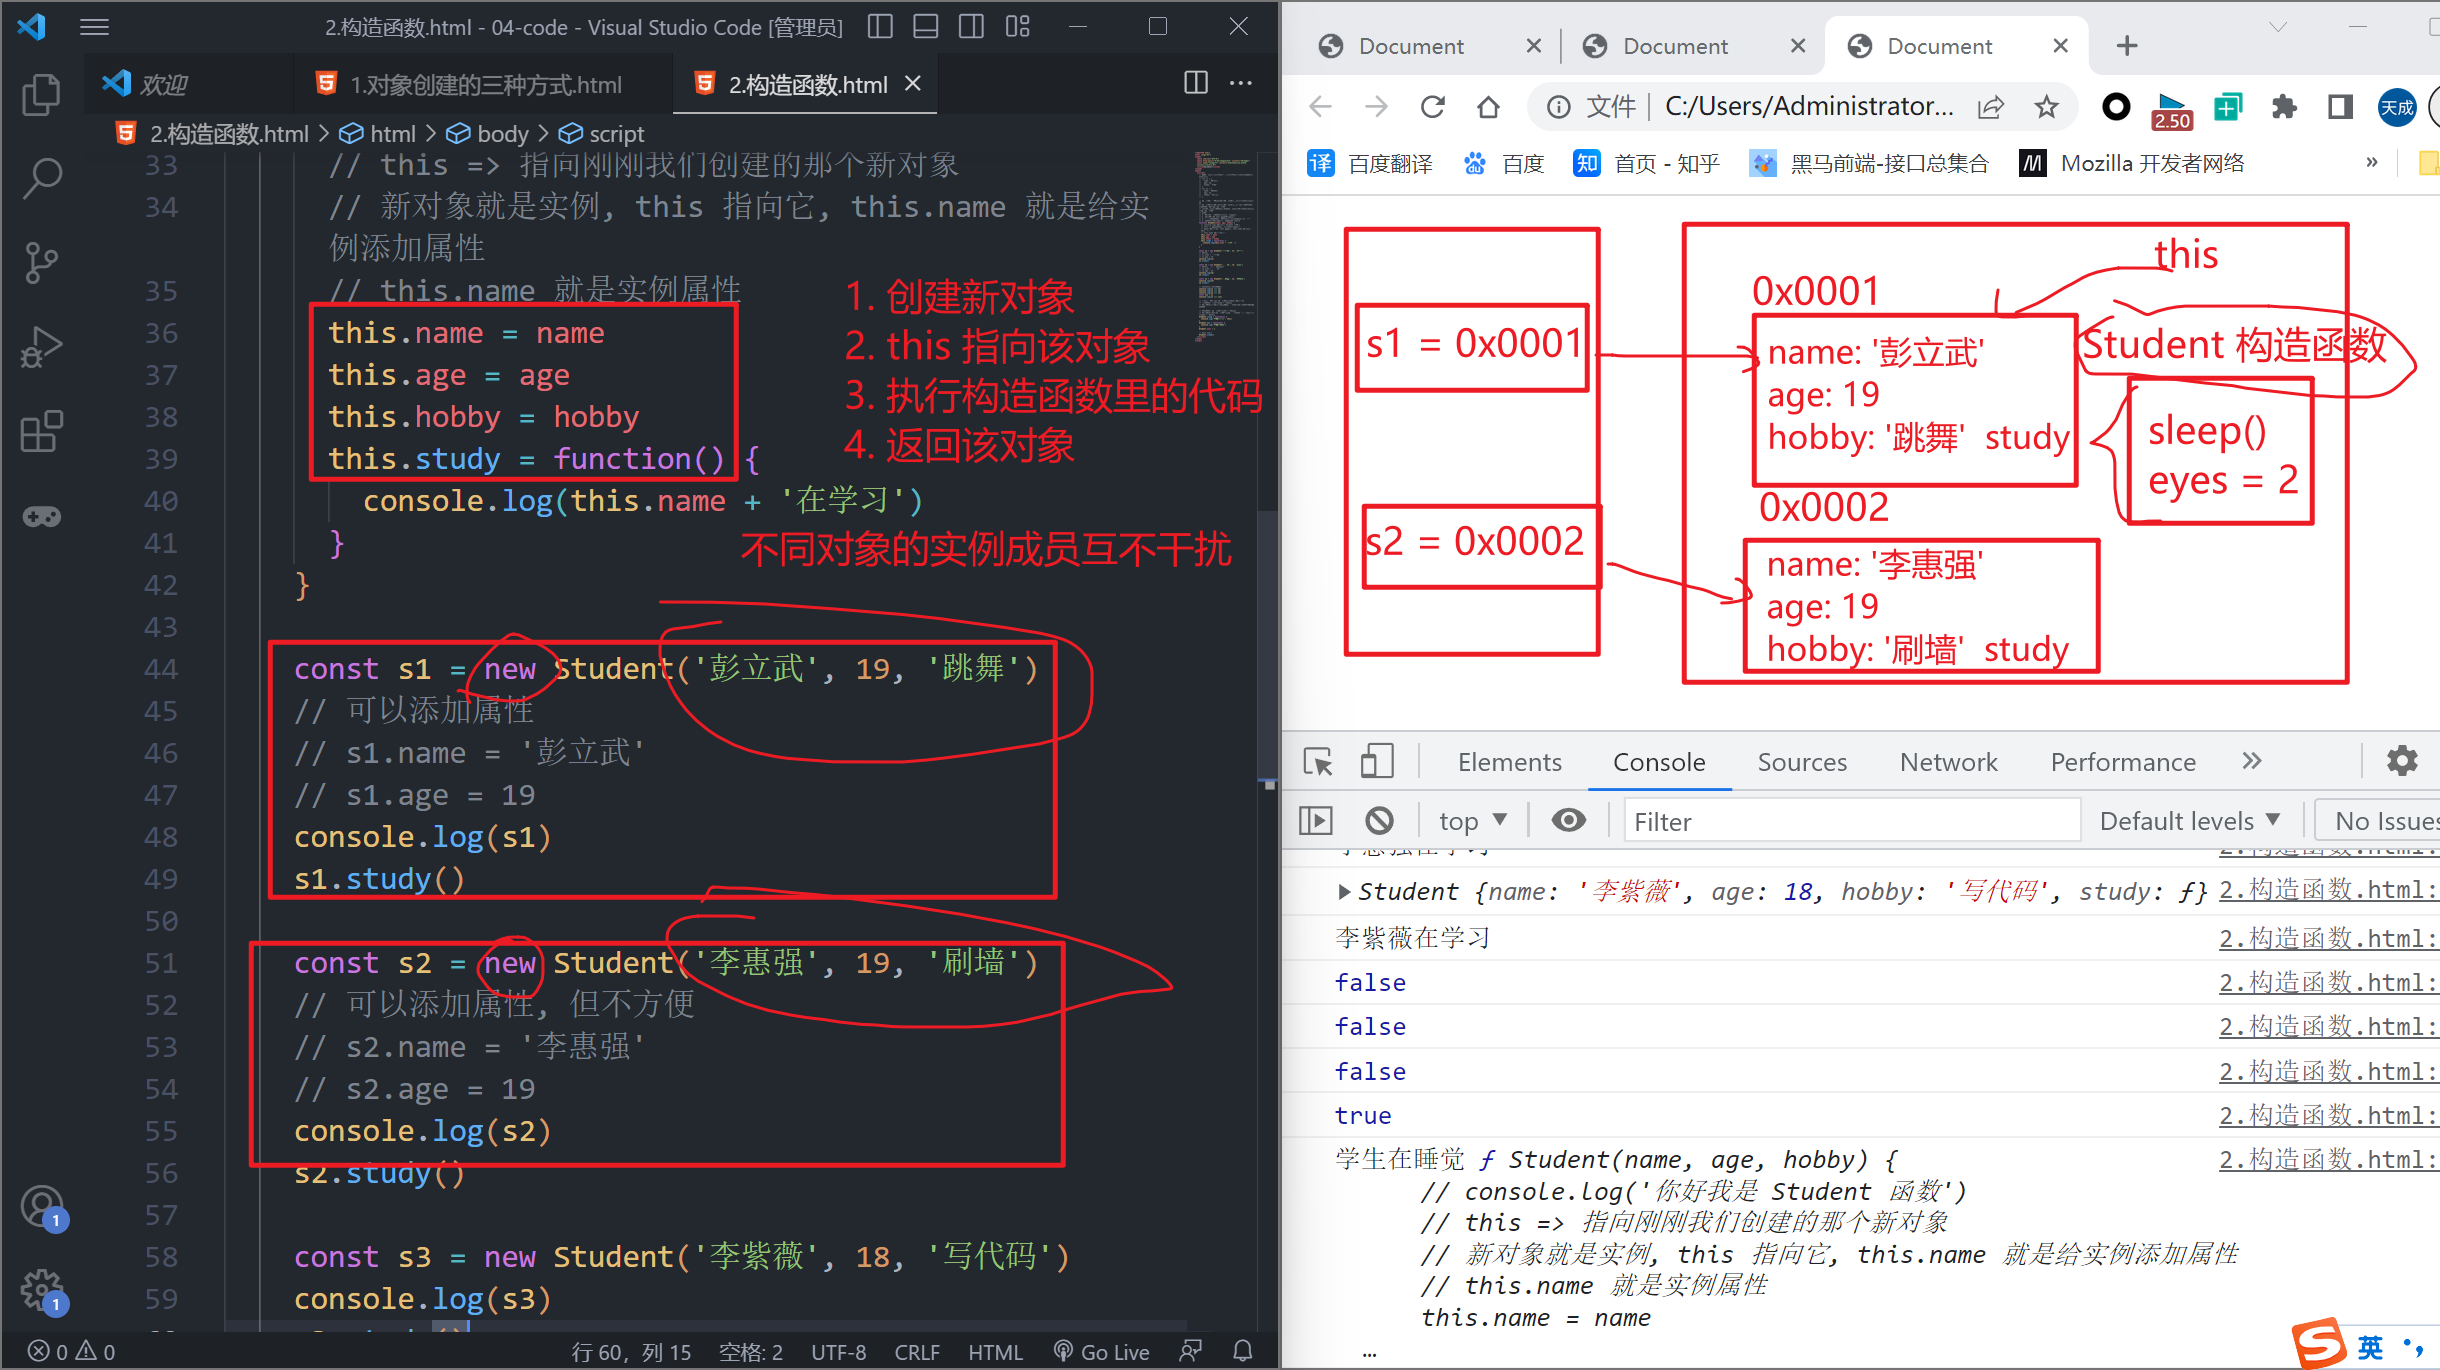 2.构造函数.html - 04-code - Visual Studio Code [管理员]
欢迎
1.对象创建的三种方式.html
2.构造函数.html
2.构造函数.html > html > body > script
33 // this => 指向刚刚我们创建的那个新对象
34 // 新对象就是实例, this 指向它, this.name 就是给实
例添加属性
35 // this.name 就是实例属性
36 this.name = name
37 this.age = age
38 this.hobby = hobby
39 this.study = function() {
40 console.log(this.name + '在学习')
41 }
42 }
43
44 const s1 = new Student('彭立武', 19, '跳舞')
45 // 可以添加属性
46 // s1.name = '彭立武'
47 // s1.age = 19
48 console.log(s1)
49 s1.study()
50
51 const s2 = new Student('李惠强', 19, '刷墙')
52 // 可以添加属性, 但不方便
53 // s2.name = '李惠强'
54 // s2.age = 19
55 console.log(s2)
56 s2.study()
57
58 const s3 = new Student('李紫薇', 18, '写代码')
59 console.log(s3)
1. 创建新对象
2. this 指向该对象
3. 执行构造函数里的代码
4. 返回该对象
不同对象的实例成员互不干扰
1
1
0 0
行 60，列 15
空格: 2
UTF-8
CRLF
HTML
Go Live
Document
Document
Document
文件
C:/Users/Administrator...
2.50
天成
译 百度翻译
du 百度
知 首页 - 知乎
黑马前端-接口总集合
M Mozilla 开发者网络
»
s1 = 0x0001
s2 = 0x0002
this
0x0001
name: '彭立武'
age: 19
hobby: '跳舞' study
Student 构造函数
sleep()
eyes = 2
0x0002
name: '李惠强'
age: 19
hobby: '刷墙' study
Elements
Console
Sources
Network
Performance
top
Filter
Default levels
No Issues
李惠强在学习 2.构造函数.html:
Student {name: '李紫薇', age: 18, hobby: '写代码', study: ƒ} 2.构造函数.html:
李紫薇在学习 2.构造函数.html:
false 2.构造函数.html:
false 2.构造函数.html:
false 2.构造函数.html:
true 2.构造函数.html:
学生在睡觉 ƒ Student(name, age, hobby) { 2.构造函数.html:
// console.log('你好我是 Student 函数')
// this => 指向刚刚我们创建的那个新对象
// 新对象就是实例, this 指向它, this.name 就是给实例添加属性
// this.name 就是实例属性
this.name = name
…
S 英